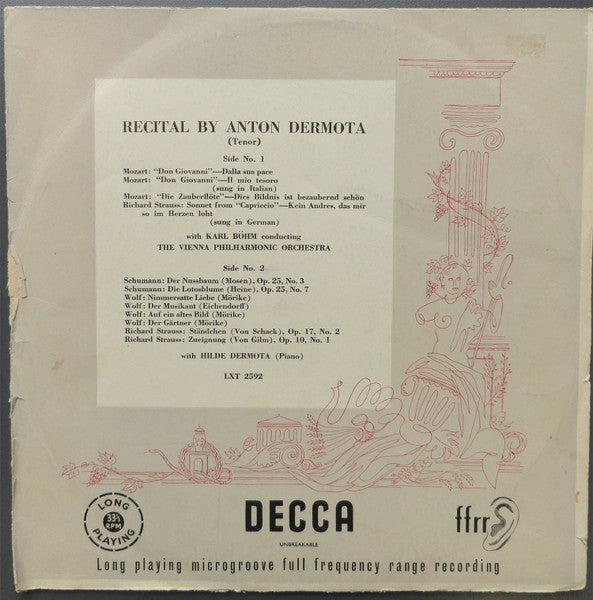 RECITAL BY ANTON DERMOTA
(Tenor)
Side No. 1
Mozart: "Don Giovanni"—Dalla sua pace
Mozart: "Don Giovanni"—Il mio tesoro
(sung in Italian)
Mozart: "Die Zauberflöte"—Dies Bildnis ist bezaubernd schön
Richard Strauss: Sonnet from "Capriccio"—Kein Andres, das mir
so im Herzen loht
(sung in German)
with KARL BÖHM conducting
THE VIENNA PHILHARMONIC ORCHESTRA
Side No. 2
Schumann: Der Nussbaum (Mosen), Op. 25, No. 3
Schumann: Die Lotosblume (Heine), Op. 25, No. 7
Wolf: Nimmersatte Liebe (Mörike)
Wolf: Der Musikant (Eichendorff)
Wolf: Auf ein altes Bild (Mörike)
Wolf: Der Gärtner (Mörike)
Richard Strauss: Ständchen (Von Schack), Op. 17, No. 2
Richard Strauss: Zueignung (Von Gilm), Op. 10, No. 1
with HILDE DERMOTA (Piano)
LXT 2592
LONG
33⅓
RPM
PLAYING
DECCA
UNBREAKABLE
ffrr
Long playing microgroove full frequency range recording